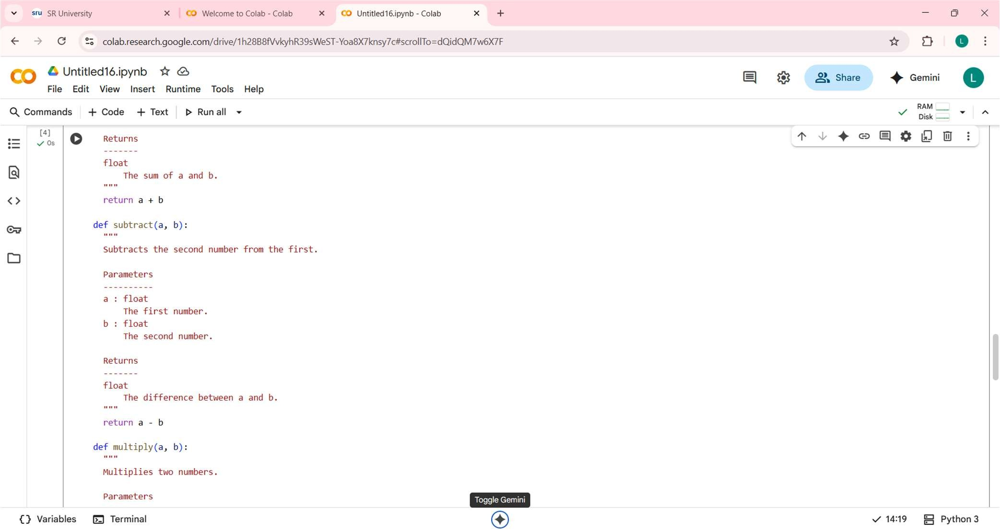 sru SR University
Welcome to Colab - Colab
Untitled16.ipynb - Colab
colab.research.google.com/drive/1h28B8fVvkyhR39sWeST-Yoa8X7knsy7c#scrollTo=dQidQM7w6X7F
L
Untitled16.ipynb
File Edit View Insert Runtime Tools Help
Share
Gemini
L
Commands + Code + Text Run all
RAM
Disk
[4]
0s
Returns
-------
float
    The sum of a and b.
"""
return a + b
def subtract(a, b):
"""
Subtracts the second number from the first.
Parameters
----------
a : float
    The first number.
b : float
    The second number.
Returns
-------
float
    The difference between a and b.
"""
return a - b
def multiply(a, b):
"""
Multiplies two numbers.
Parameters
Toggle Gemini
{} Variables Terminal
14:19 Python 3